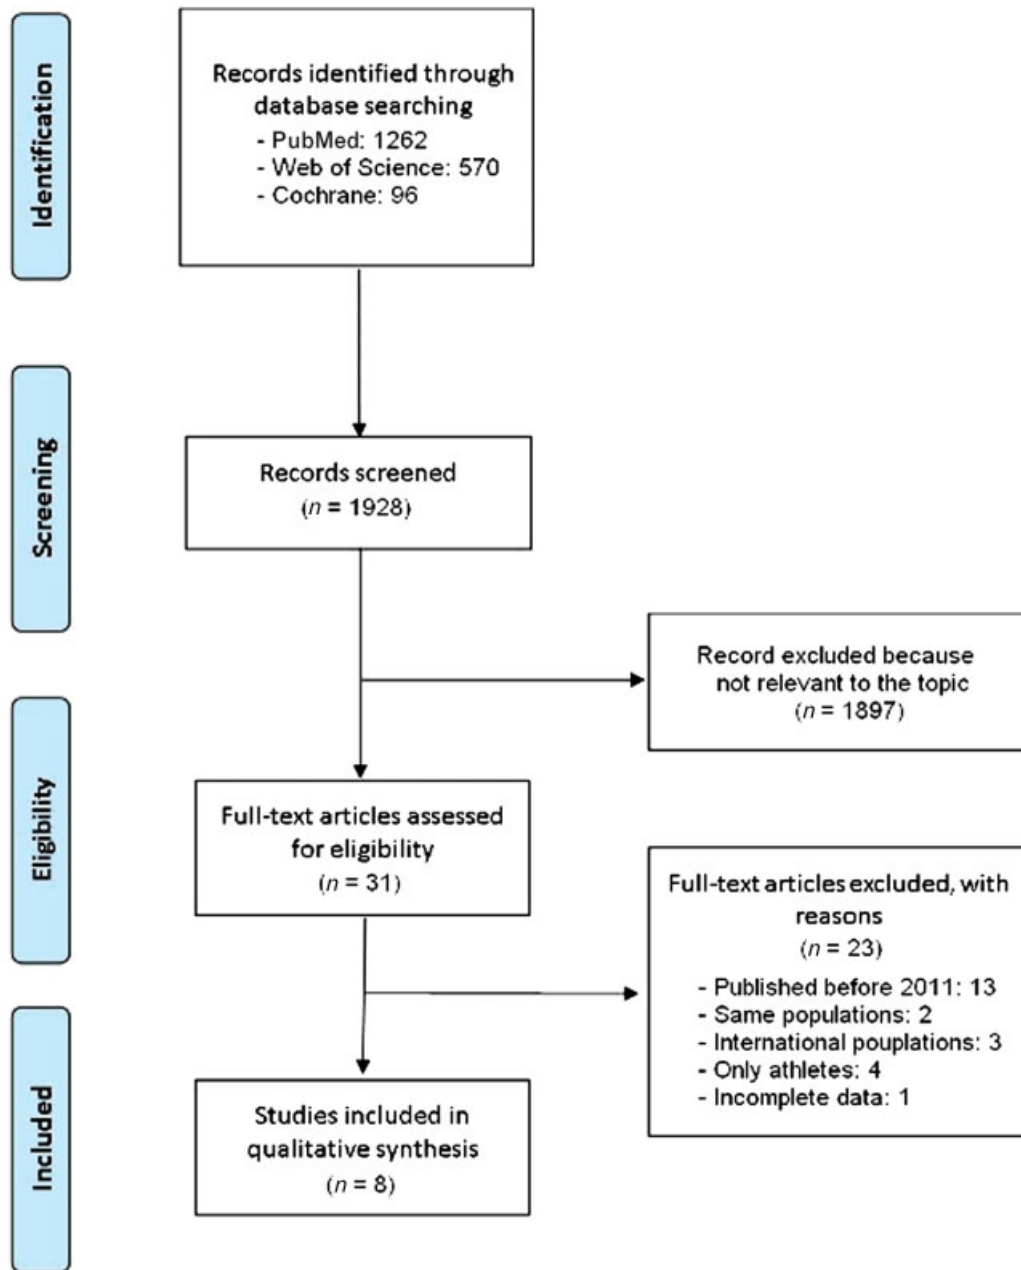 Identification
Records identified through
database searching
- PubMed: 1262
- Web of Science: 570
- Cochrane: 96
Screening
Records screened
(n = 1928)
Record excluded because
not relevant to the topic
(n = 1897)
Eligibility
Full-text articles assessed
for eligibility
(n = 31)
Full-text articles excluded, with
reasons
(n = 23)
- Published before 2011: 13
- Same populations: 2
- International pouplations: 3
- Only athletes: 4
- Incomplete data: 1
Included
Studies included in
qualitative synthesis
(n = 8)